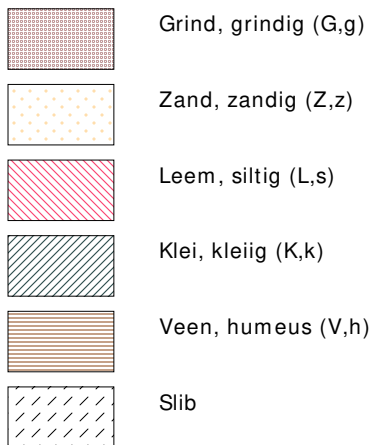 Grind, grindig (G,g)
Zand, zandig (Z,z)
Leem, siltig (L,s)
Klei, kleiig (K,k)
Veen, humeus (V,h)
Slib